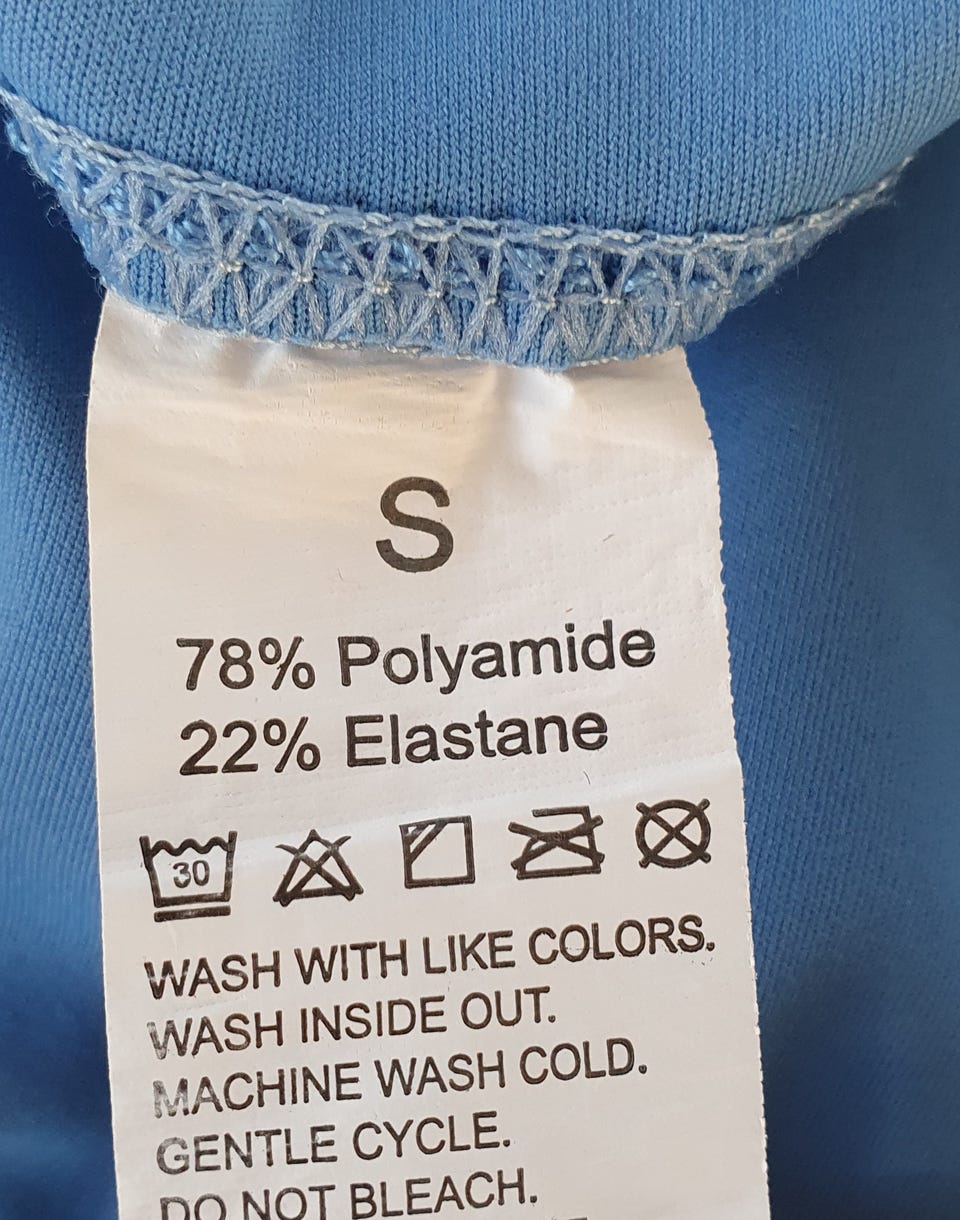 S
78% Polyamide
22% Elastane
30
WASH WITH LIKE COLORS.
WASH INSIDE OUT.
MACHINE WASH COLD.
GENTLE CYCLE.
DO NOT BLEACH.